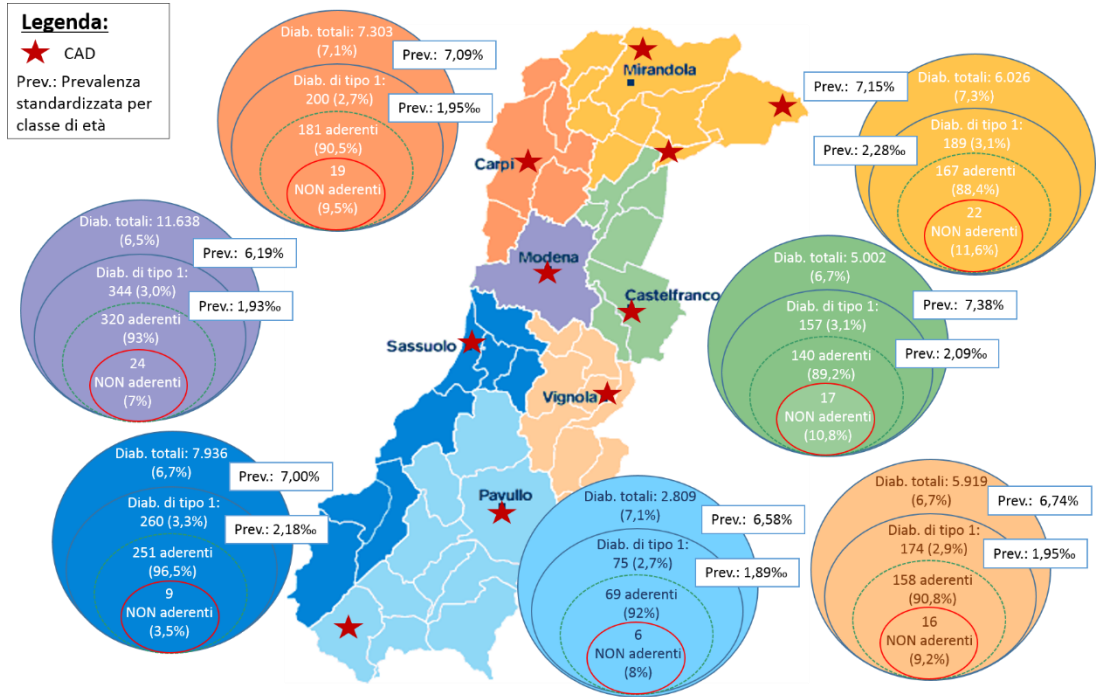 Legenda:
CAD
Prev.: Prevalenza
standardizzata per
classe di età
Diab. totali: 7.303
(7,1%)
Prev.: 7,09%
Diab. di tipo 1:
200 (2,7%)
Prev.: 1,95‰
181 aderenti
(90,5%)
19
NON aderenti
(9,5%)
Mirandola
Carpi
Modena
Castelfranco
Sassuolo
Vignola
Pavullo
Diab. totali: 6.026
(7,3%)
Prev.: 7,15%
Diab. di tipo 1:
189 (3,1%)
Prev.: 2,28‰
167 aderenti
(88,4%)
22
NON aderenti
(11,6%)
Diab. totali: 11.638
(6,5%)
Prev.: 6,19%
Diab. di tipo 1:
344 (3,0%)
Prev.: 1,93‰
320 aderenti
(93%)
24
NON aderenti
(7%)
Diab. totali: 5.002
(6,7%)
Prev.: 7,38%
Diab. di tipo 1:
157 (3,1%)
Prev.: 2,09‰
140 aderenti
(89,2%)
17
NON aderenti
(10,8%)
Diab. totali: 7.936
(6,7%)
Prev.: 7,00%
Diab. di tipo 1:
260 (3,3%)
Prev.: 2,18‰
251 aderenti
(96,5%)
9
NON aderenti
(3,5%)
Diab. totali: 2.809
(7,1%)
Prev.: 6,58%
Diab. di tipo 1:
75 (2,7%)
Prev.: 1,89‰
69 aderenti
(92%)
6
NON aderenti
(8%)
Diab. totali: 5.919
(6,7%)
Prev.: 6,74%
Diab. di tipo 1:
174 (2,9%)
Prev.: 1,95‰
158 aderenti
(90,8%)
16
NON aderenti
(9,2%)